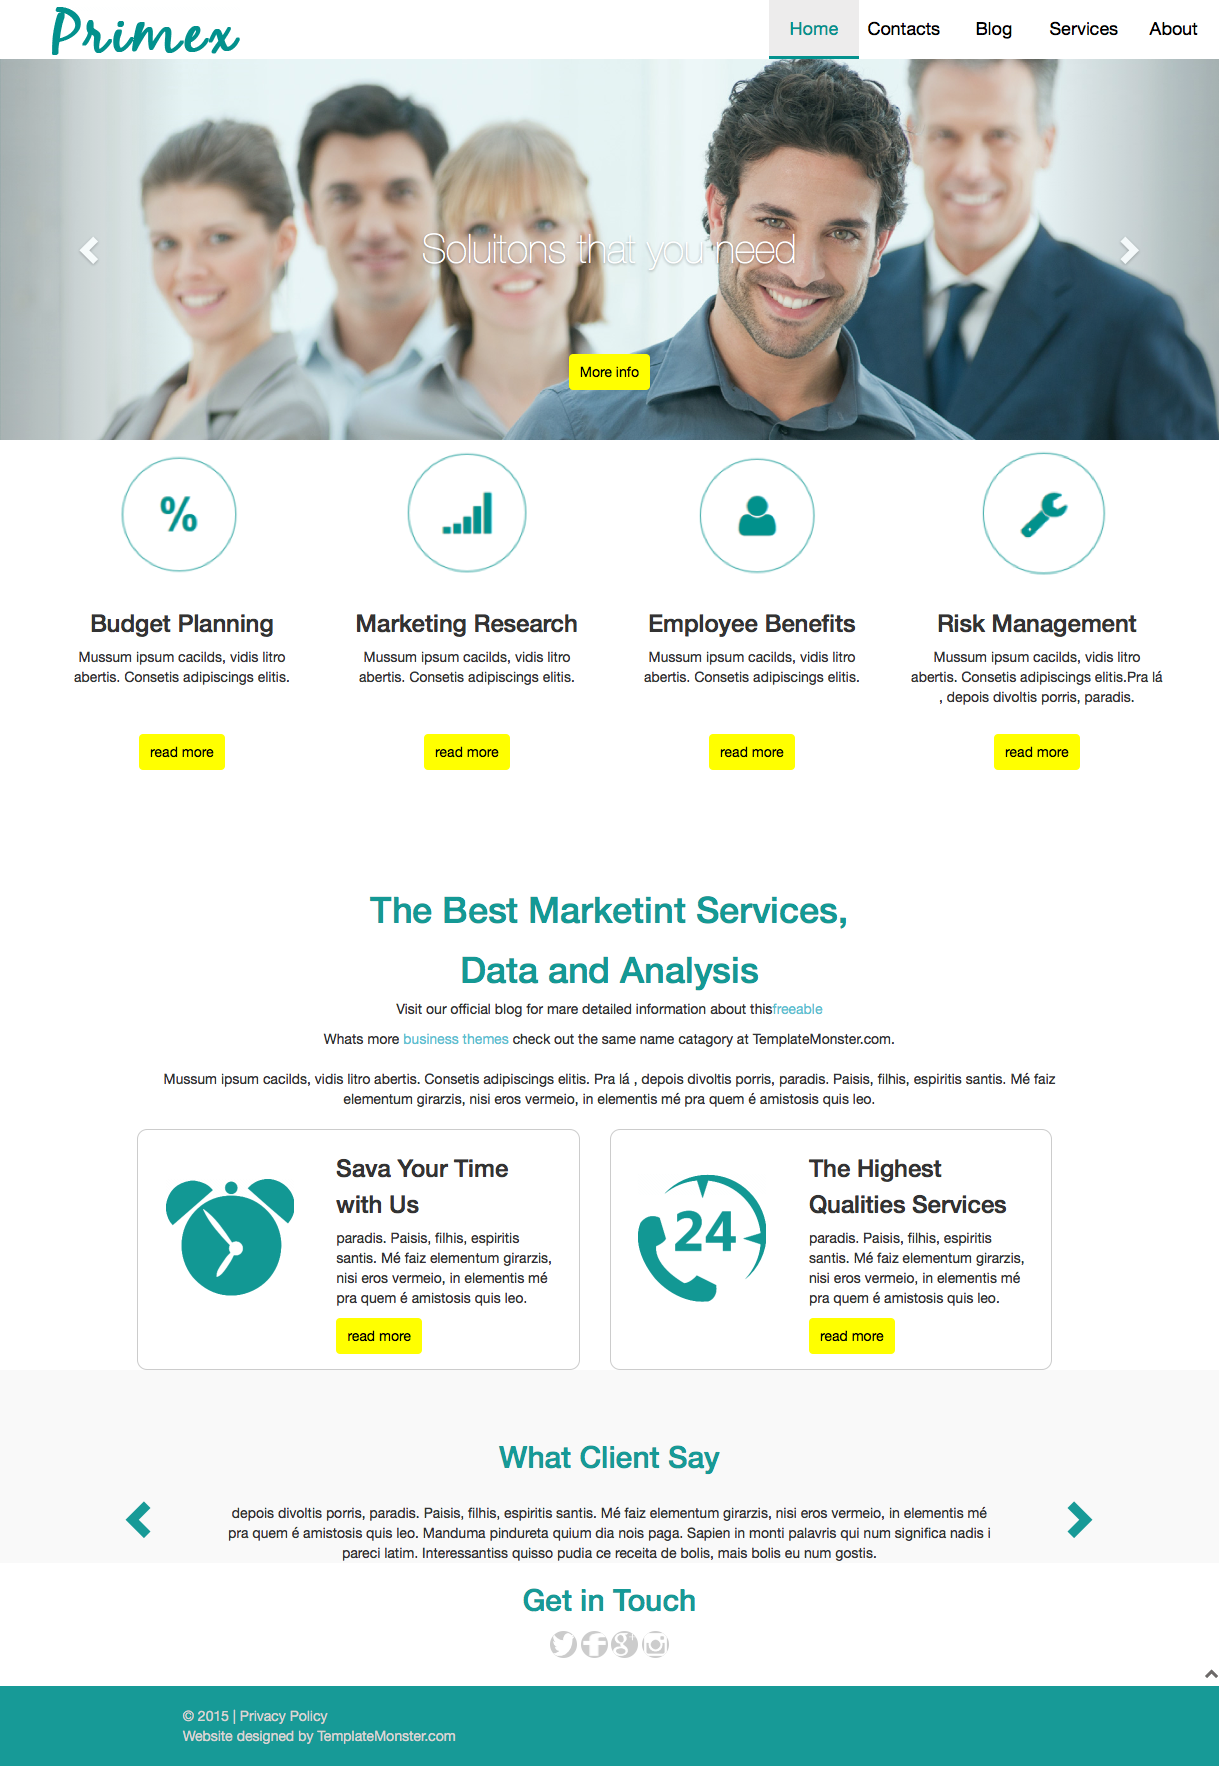 Primex
Home Contacts Blog Services About
Soluitons that you need
More info
%
Budget Planning
Mussum ipsum cacilds, vidis litro
abertis. Consetis adipiscings elitis.
read more
Marketing Research
Mussum ipsum cacilds, vidis litro
abertis. Consetis adipiscings elitis.
read more
Employee Benefits
Mussum ipsum cacilds, vidis litro
abertis. Consetis adipiscings elitis.
read more
Risk Management
Mussum ipsum cacilds, vidis litro
abertis. Consetis adipiscings elitis.Pra lá
, depois divoltis porris, paradis.
read more
The Best Marketint Services,
Data and Analysis
Visit our official blog for mare detailed information about thisfreeable
Whats more business themes check out the same name catagory at TemplateMonster.com.
Mussum ipsum cacilds, vidis litro abertis. Consetis adipiscings elitis. Pra lá , depois divoltis porris, paradis. Paisis, filhis, espiritis santis. Mé faiz
elementum girarzis, nisi eros vermeio, in elementis mé pra quem é amistosis quis leo.
Sava Your Time
with Us
paradis. Paisis, filhis, espiritis
santis. Mé faiz elementum girarzis,
nisi eros vermeio, in elementis mé
pra quem é amistosis quis leo.
read more
24
The Highest
Qualities Services
paradis. Paisis, filhis, espiritis
santis. Mé faiz elementum girarzis,
nisi eros vermeio, in elementis mé
pra quem é amistosis quis leo.
read more
What Client Say
depois divoltis porris, paradis. Paisis, filhis, espiritis santis. Mé faiz elementum girarzis, nisi eros vermeio, in elementis mé
pra quem é amistosis quis leo. Manduma pindureta quium dia nois paga. Sapien in monti palavris qui num significa nadis i
pareci latim. Interessantiss quisso pudia ce receita de bolis, mais bolis eu num gostis.
Get in Touch
© 2015 | Privacy Policy
Website designed by TemplateMonster.com